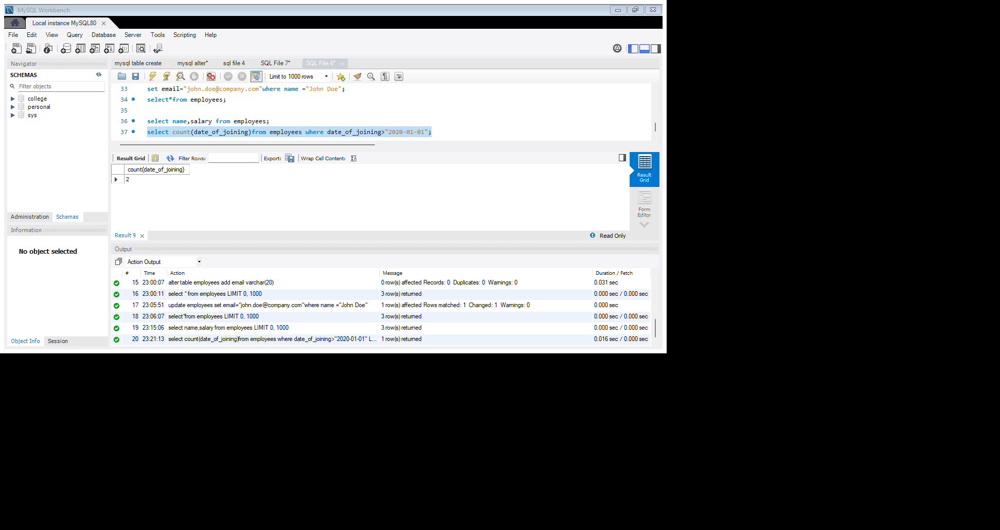 MySQL Workbench
Local instance MySQL80
File Edit View Query Database Server Tools Scripting Help
Navigator
SCHEMAS
Filter objects
college
personal
sys
Administration Schemas
Information
No object selected
Object Info Session
mysql table create mysql alter* sql file 4 SQL File 7* SQL File 6*
Limit to 1000 rows
33 set email="john.doe@company.com"where name ="John Doe";
34 select*from employees;
35
36 select name,salary from employees;
37 select count(date_of_joining)from employees where date_of_joining>"2020-01-01";
Result Grid Filter Rows: Export: Wrap Cell Content:
count(date_of_joining)
2
Result Grid
Form Editor
Result 9 Read Only
Output
Action Output
# Time Action Message Duration / Fetch
15 23:00:07 alter table employees add email varchar(20) 0 row(s) affected Records: 0 Duplicates: 0 Warnings: 0 0.031 sec
16 23:00:11 select * from employees LIMIT 0, 1000 3 row(s) returned 0.000 sec / 0.000 sec
17 23:05:51 update employees set email="john.doe@company.com"where name ="John Doe" 1 row(s) affected Rows matched: 1 Changed: 1 Warnings: 0 0.000 sec
18 23:06:07 select*from employees LIMIT 0, 1000 3 row(s) returned 0.000 sec / 0.000 sec
19 23:15:06 select name,salary from employees LIMIT 0, 1000 3 row(s) returned 0.000 sec / 0.000 sec
20 23:21:13 select count(date_of_joining)from employees where date_of_joining>"2020-01-01" L... 1 row(s) returned 0.016 sec / 0.000 sec